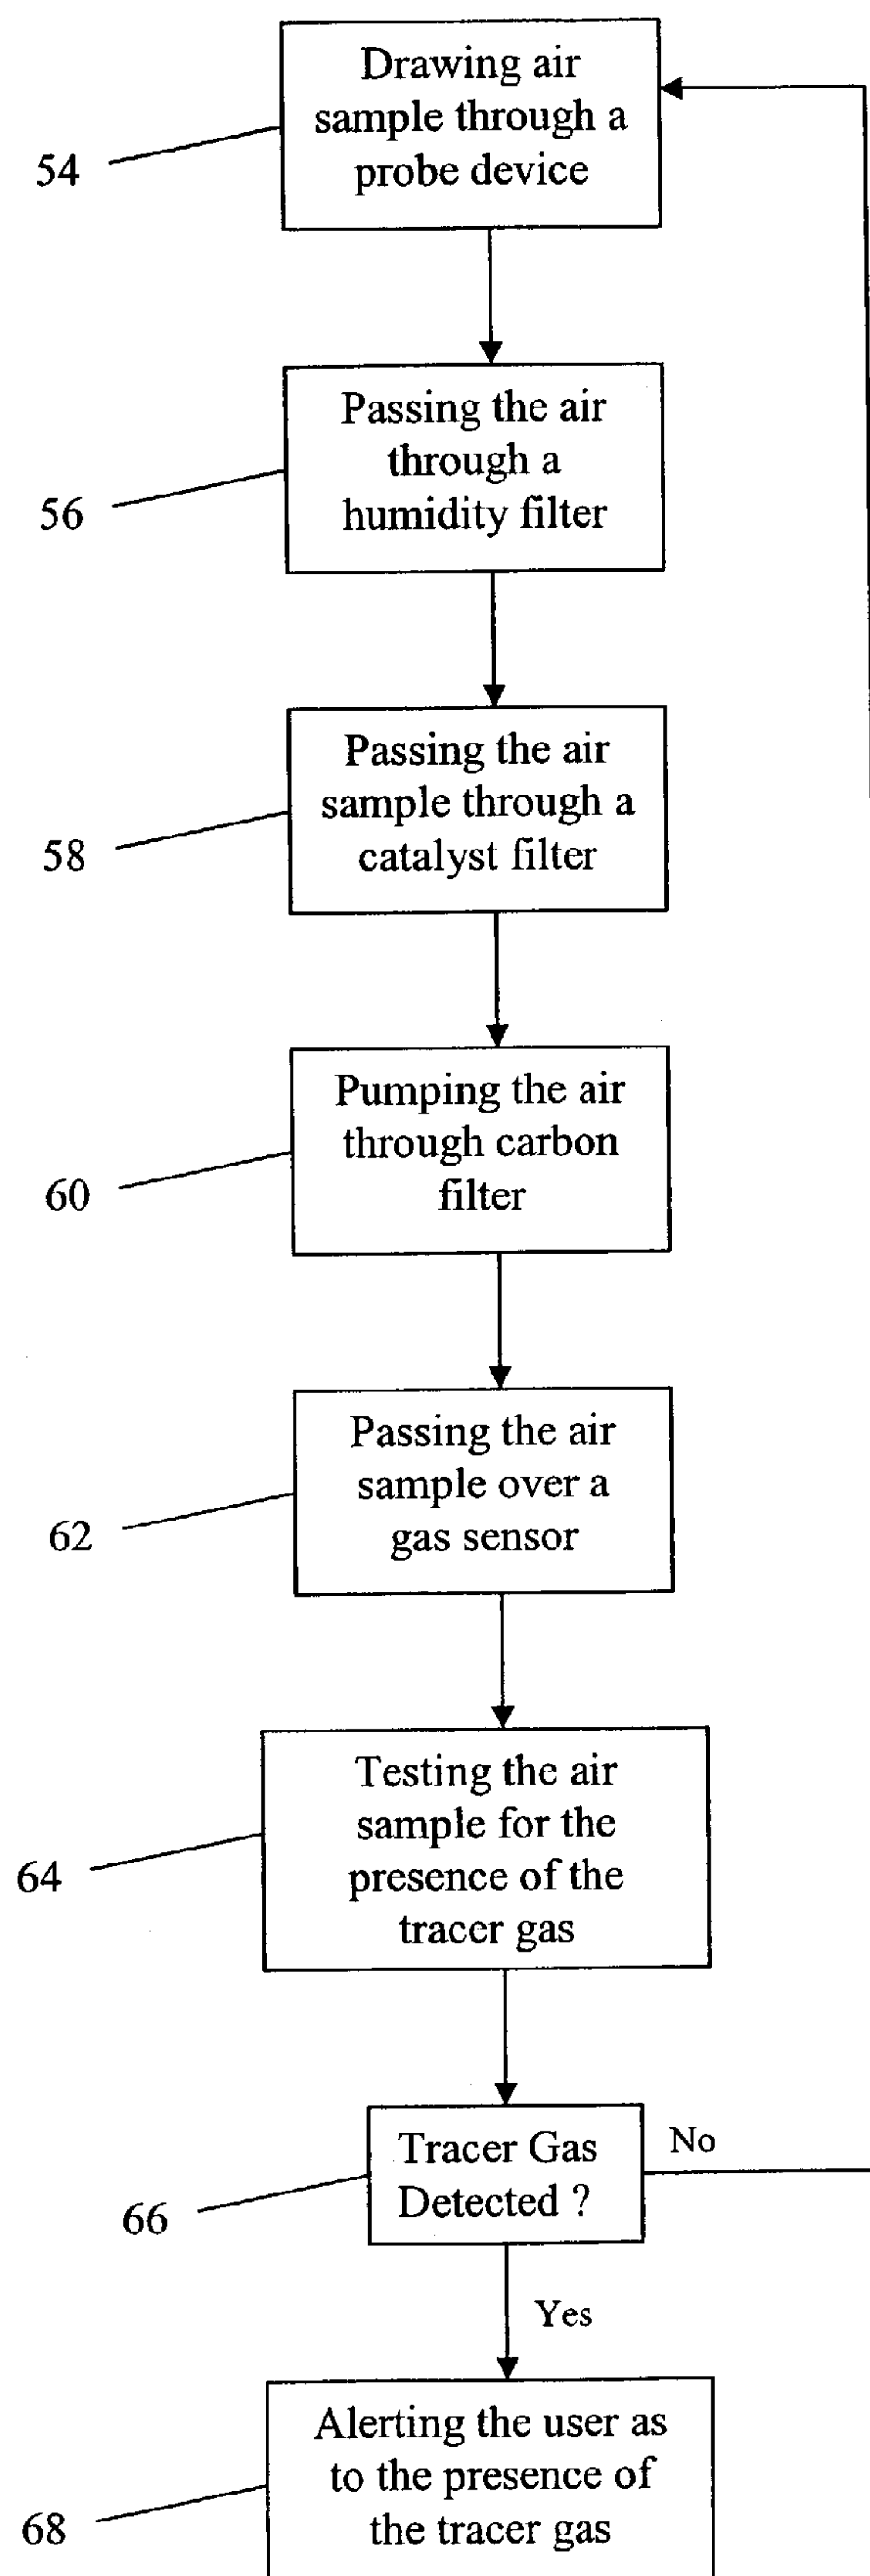 Drawing air
sample through a
probe device
54
Passing the air
through a
humidity filter
56
Passing the air
sample through a
catalyst filter
58
Pumping the air
through carbon
filter
60
Passing the air
sample over a
gas sensor
62
Testing the air
sample for the
presence of the
tracer gas
64
Tracer Gas
Detected ?
No
66
Yes
Alerting the user as
to the presence of
the tracer gas
68